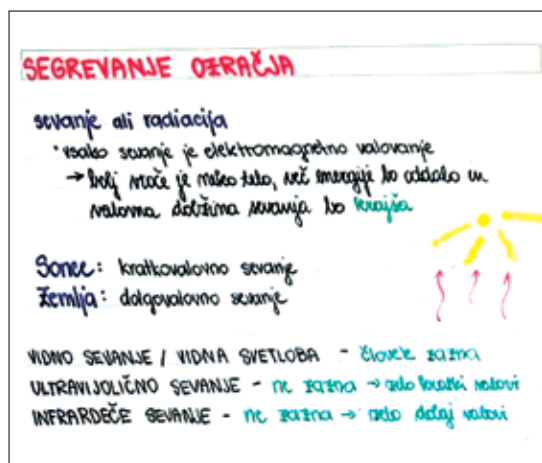 SEGREVANJE OZRAČJA
sevanje ali radiacija
• vsako sevanje je elektromagnetno valovanje
→ bolj vroče je neko telo, več energije bo oddalo in
valovna dolžina sevanja bo krajša
Sonce: kratkovalovno sevanje
Zemlja: dolgovalovno sevanje
VIDNO SEVANJE / VIDNA SVETLOBA - človek zazna
ULTRAVIJOLIČNO SEVANJE - ne zazna → zelo kratki valovi
INFRARDEČE SEVANJE - ne zazna → zelo dolgi valovi